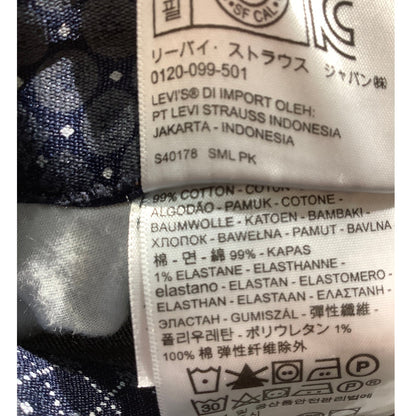 필
SF CAL
リーバイ・ストラウス
0120-099-501 ジャパン㈱
LEVI'S® DI IMPORT OLEH:
PT LEVI STRAUSS INDONESIA
JAKARTA - INDONESIA
S40178 SML PK
99% COTTON - COTON
ALGODÃO - PAMUK - COTONE -
BAUMWOLLE - KATOEN - BAMBAKI -
ХЛОПОК - BAWEŁNA - PAMUT - BAVLNA
棉 - 면 - 綿 99% - KAPAS
1% ELASTANE - ELASTHANNE -
elastano - ELASTAN - ELASTOMERO -
ELASTHAN - ELASTAAN - ΕΛΑΣΤΑΝΗ -
ЭЛАСТАН - GUMISZÁL - 弹性纖維 -
폴리우레탄 - ポリウレタン 1%
100% 棉 弹性纤维除外
30